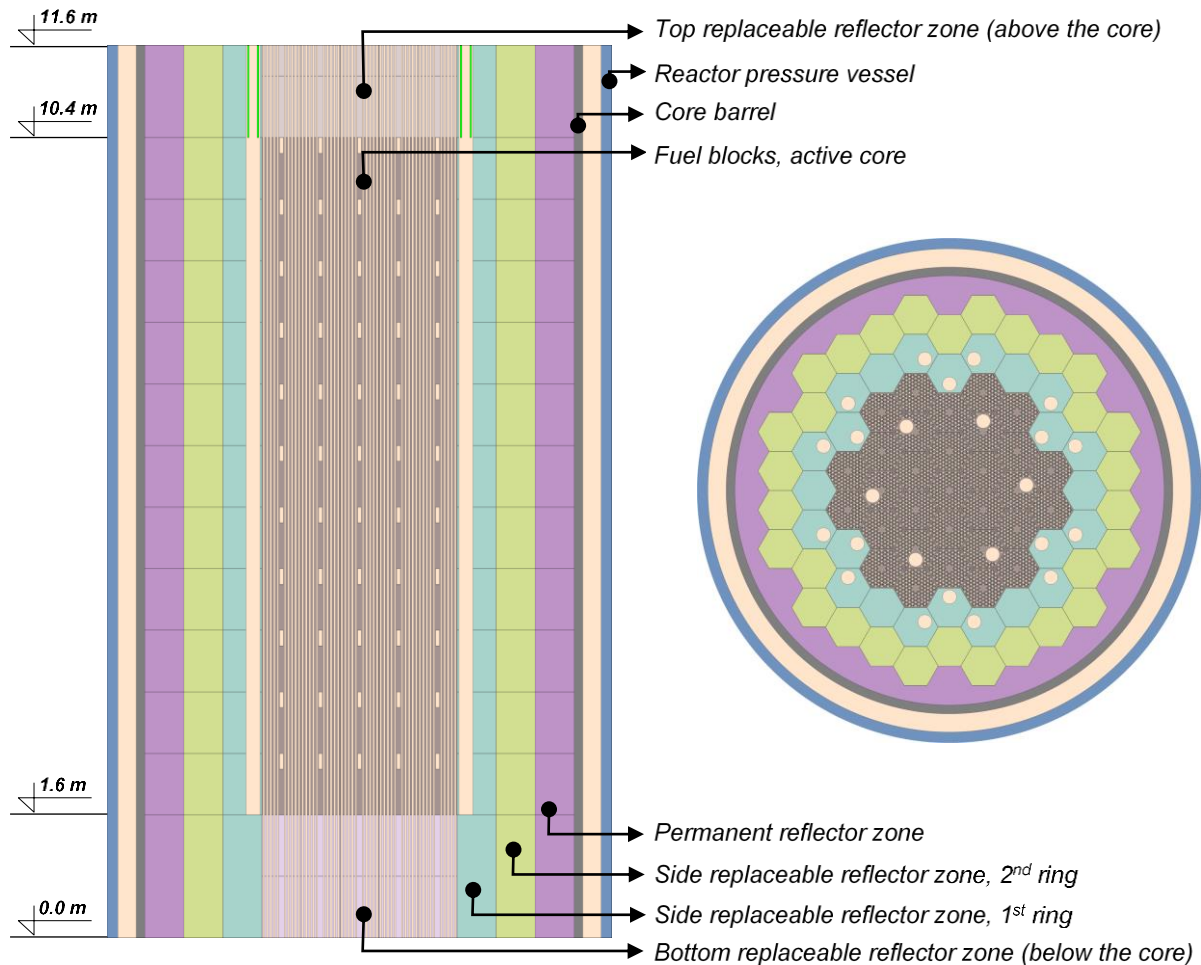 11.6 m
Top replaceable reflector zone (above the core)
Reactor pressure vessel
10.4 m
Core barrel
Fuel blocks, active core
1.6 m
Permanent reflector zone
Side replaceable reflector zone, 2nd ring
0.0 m
Side replaceable reflector zone, 1st ring
Bottom replaceable reflector zone (below the core)